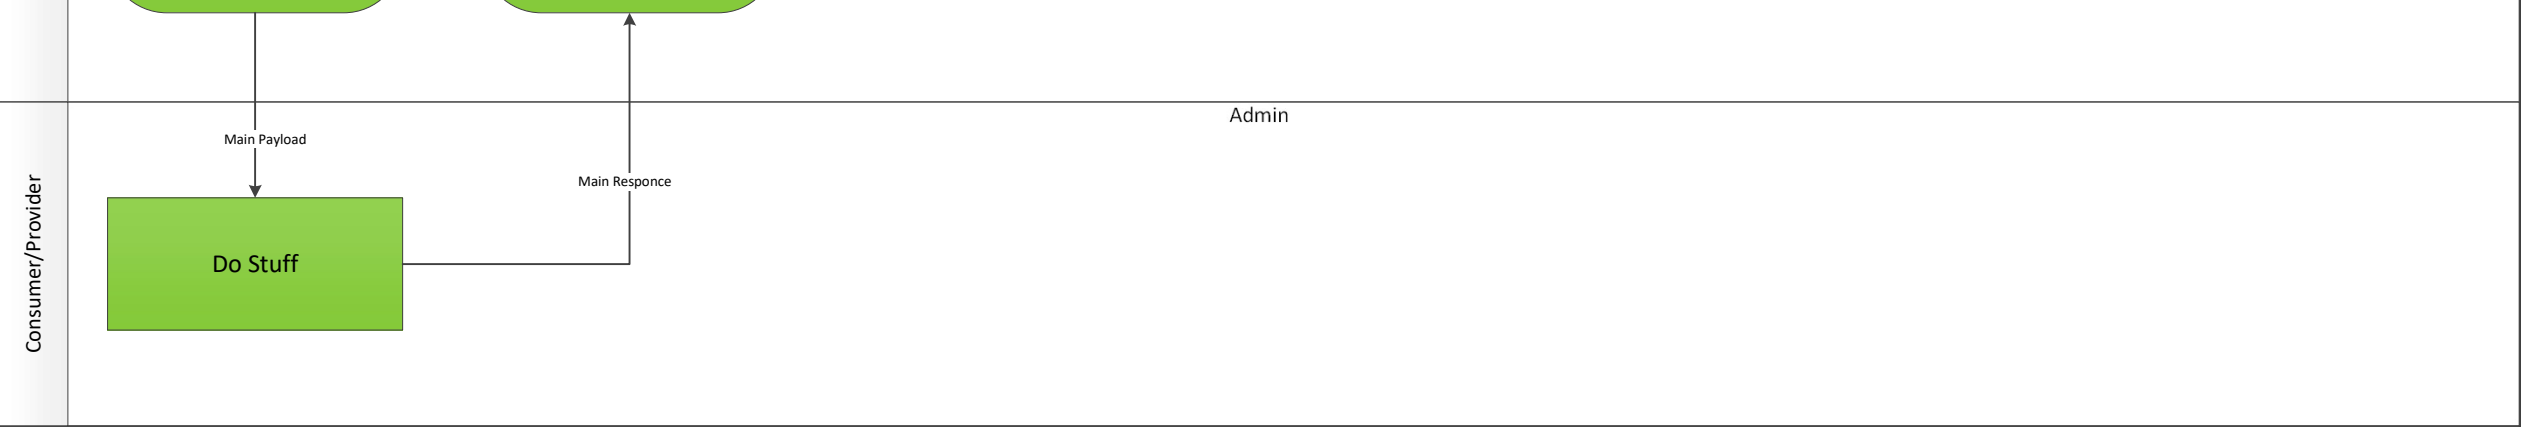 Admin
Main Payload
Main Responce
Consumer/Provider
Do Stuff